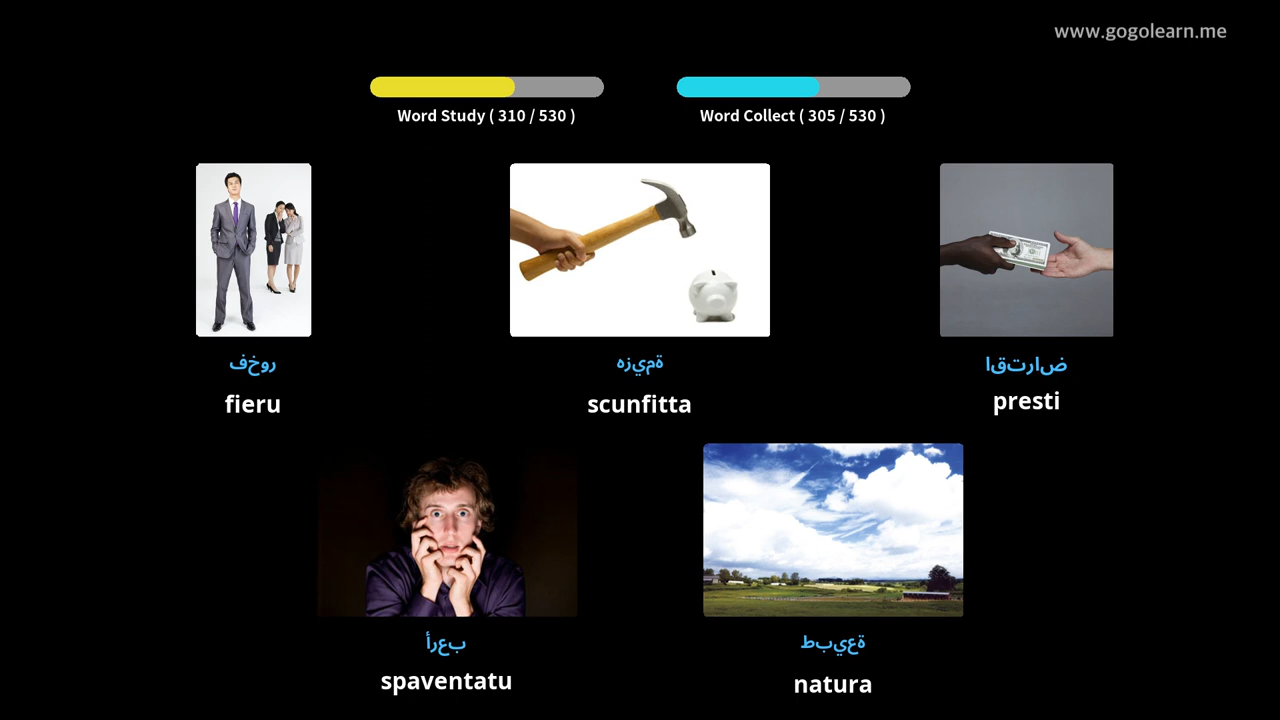 www.gogolearn.me
Word Study ( 310 / 530 )
Word Collect ( 305 / 530 )
فخور
هزيمة
اقتراض
fieru
scunfitta
presti
أرعب
طبيعة
spaventatu
natura